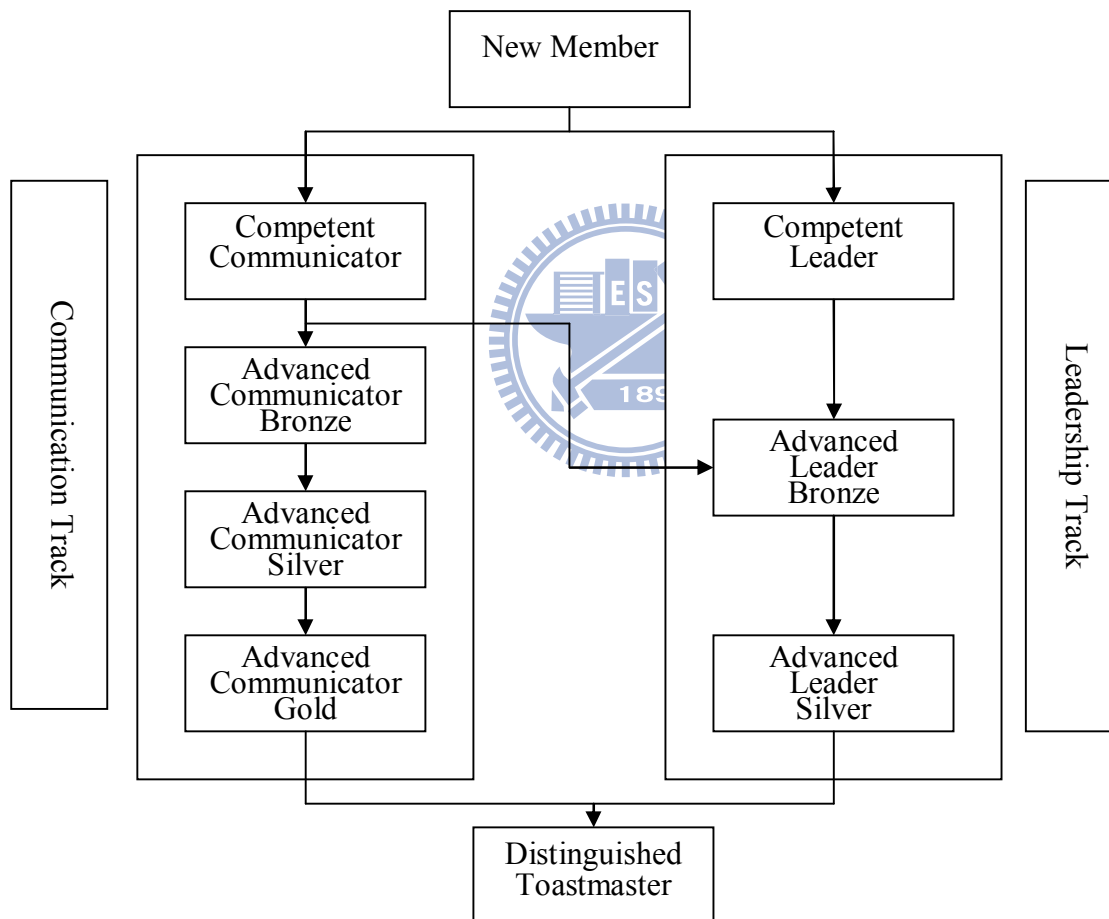 New Member
Communication Track
Competent
Communicator
Advanced
Communicator
Bronze
Advanced
Communicator
Silver
Advanced
Communicator
Gold
E S
189
Competent
Leader
Advanced
Leader
Bronze
Advanced
Leader
Silver
Leadership Track
Distinguished
Toastmaster